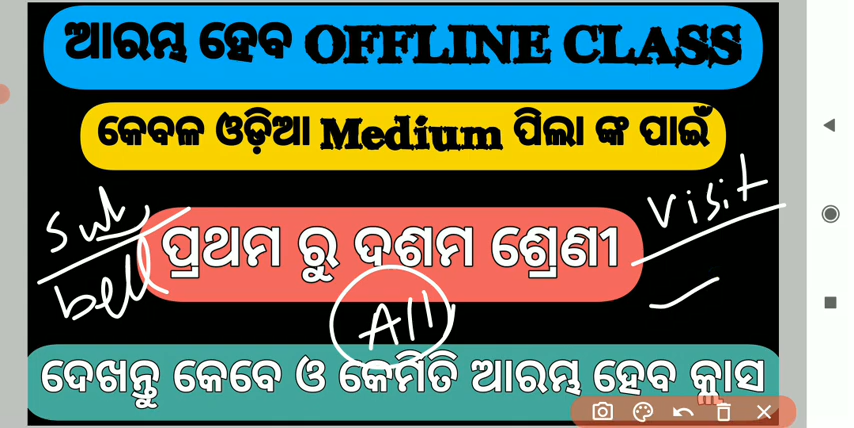 ଆରମ୍ଭ ହେବ OFFLINE CLASS
କେବଳ ଓଡ଼ିଆ Medium ପିଲା ଙ୍କ ପାଇଁ
Sub
bell
Visit
ପ୍ରଥମ ରୁ ଦଶମ ଶ୍ରେଣୀ
All
ଦେଖନ୍ତୁ କେବେ ଓ କେମିତି ଆରମ୍ଭ ହେବ କ୍ଲାସ